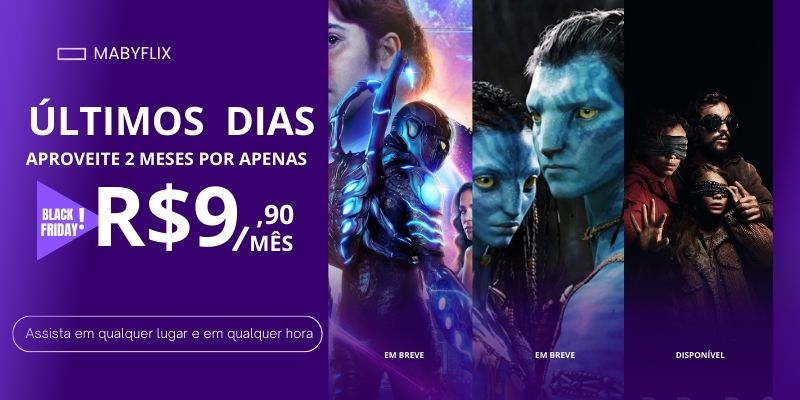 MABYFLIX
ÚLTIMOS DIAS
APROVEITE 2 MESES POR APENAS
BLACK
FRIDAY!
R$9,90
/MÊS
Assista em qualquer lugar e em qualquer hora
EM BREVE
EM BREVE
DISPONÍVEL